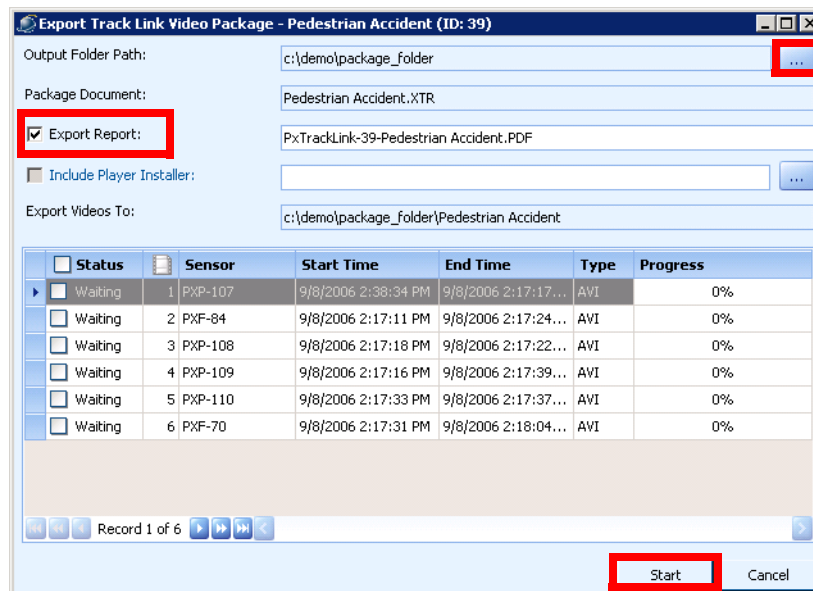 Export Track Link Video Package - Pedestrian Accident (ID: 39)
Output Folder Path: c:\demo\package_folder ...
Package Document: Pedestrian Accident.XTR
Export Report: PxTrackLink-39-Pedestrian Accident.PDF
Include Player Installer: ...
Export Videos To: c:\demo\package_folder\Pedestrian Accident
Status Sensor Start Time End Time Type Progress
Waiting 1 PXP-107 9/8/2006 2:38:34 PM 9/8/2006 2:17:17... AVI 0%
Waiting 2 PXF-84 9/8/2006 2:17:11 PM 9/8/2006 2:17:24... AVI 0%
Waiting 3 PXP-108 9/8/2006 2:17:18 PM 9/8/2006 2:17:22... AVI 0%
Waiting 4 PXP-109 9/8/2006 2:17:16 PM 9/8/2006 2:17:39... AVI 0%
Waiting 5 PXP-110 9/8/2006 2:17:33 PM 9/8/2006 2:17:37... AVI 0%
Waiting 6 PXF-70 9/8/2006 2:17:31 PM 9/8/2006 2:18:04... AVI 0%
Record 1 of 6
Start Cancel